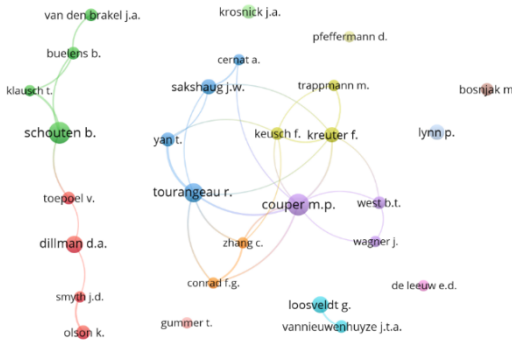 van den brakel j.a.
krosnick j.a.
pfeffermann d.
buelens b.
cernat a.
klausch t.
sakshaug j.w.
trappmann m.
bosnjak m
schouten b.
yan t.
keusch f.
kreuter f.
lynn p.
toepoel v.
tourangeau r.
couper m.p.
west b.t.
dillman d.a.
zhang c.
wagner j.
smyth j.d.
conrad f.g.
de leeuw e.d.
olson k.
gummer t.
loosveldt g.
vannieuwenhuyze j.t.a.